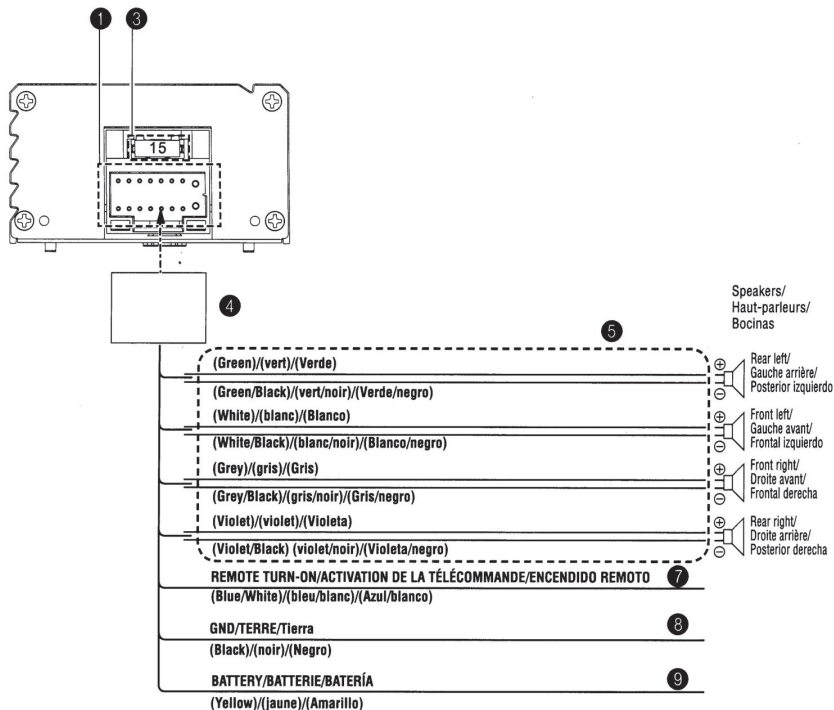 1 3
15
4
Speakers/
Haut-parleurs/
Bocinas
5
(Green)/(vert)/(Verde)
(Green/Black)/(vert/noir)/(Verde/negro)
⊕ Rear left/
Gauche arrière/
⊖ Posterior izquierdo
(White)/(blanc)/(Blanco)
(White/Black)/(blanc/noir)/(Blanco/negro)
⊕ Front left/
Gauche avant/
⊖ Frontal izquierdo
(Grey)/(gris)/(Gris)
(Grey/Black)/(gris/noir)/(Gris/negro)
⊕ Front right/
Droite avant/
⊖ Frontal derecha
(Violet)/(violet)/(Violeta)
(Violet/Black) (violet/noir)/(Violeta/negro)
⊕ Rear right/
Droite arrière/
⊖ Posterior derecha
REMOTE TURN-ON/ACTIVATION DE LA TÉLÉCOMMANDE/ENCENDIDO REMOTO 7
(Blue/White)/(bleu/blanc)/(Azul/blanco)
GND/TERRE/Tierra 8
(Black)/(noir)/(Negro)
BATTERY/BATTERIE/BATERÍA 9
(Yellow)/(jaune)/(Amarillo)